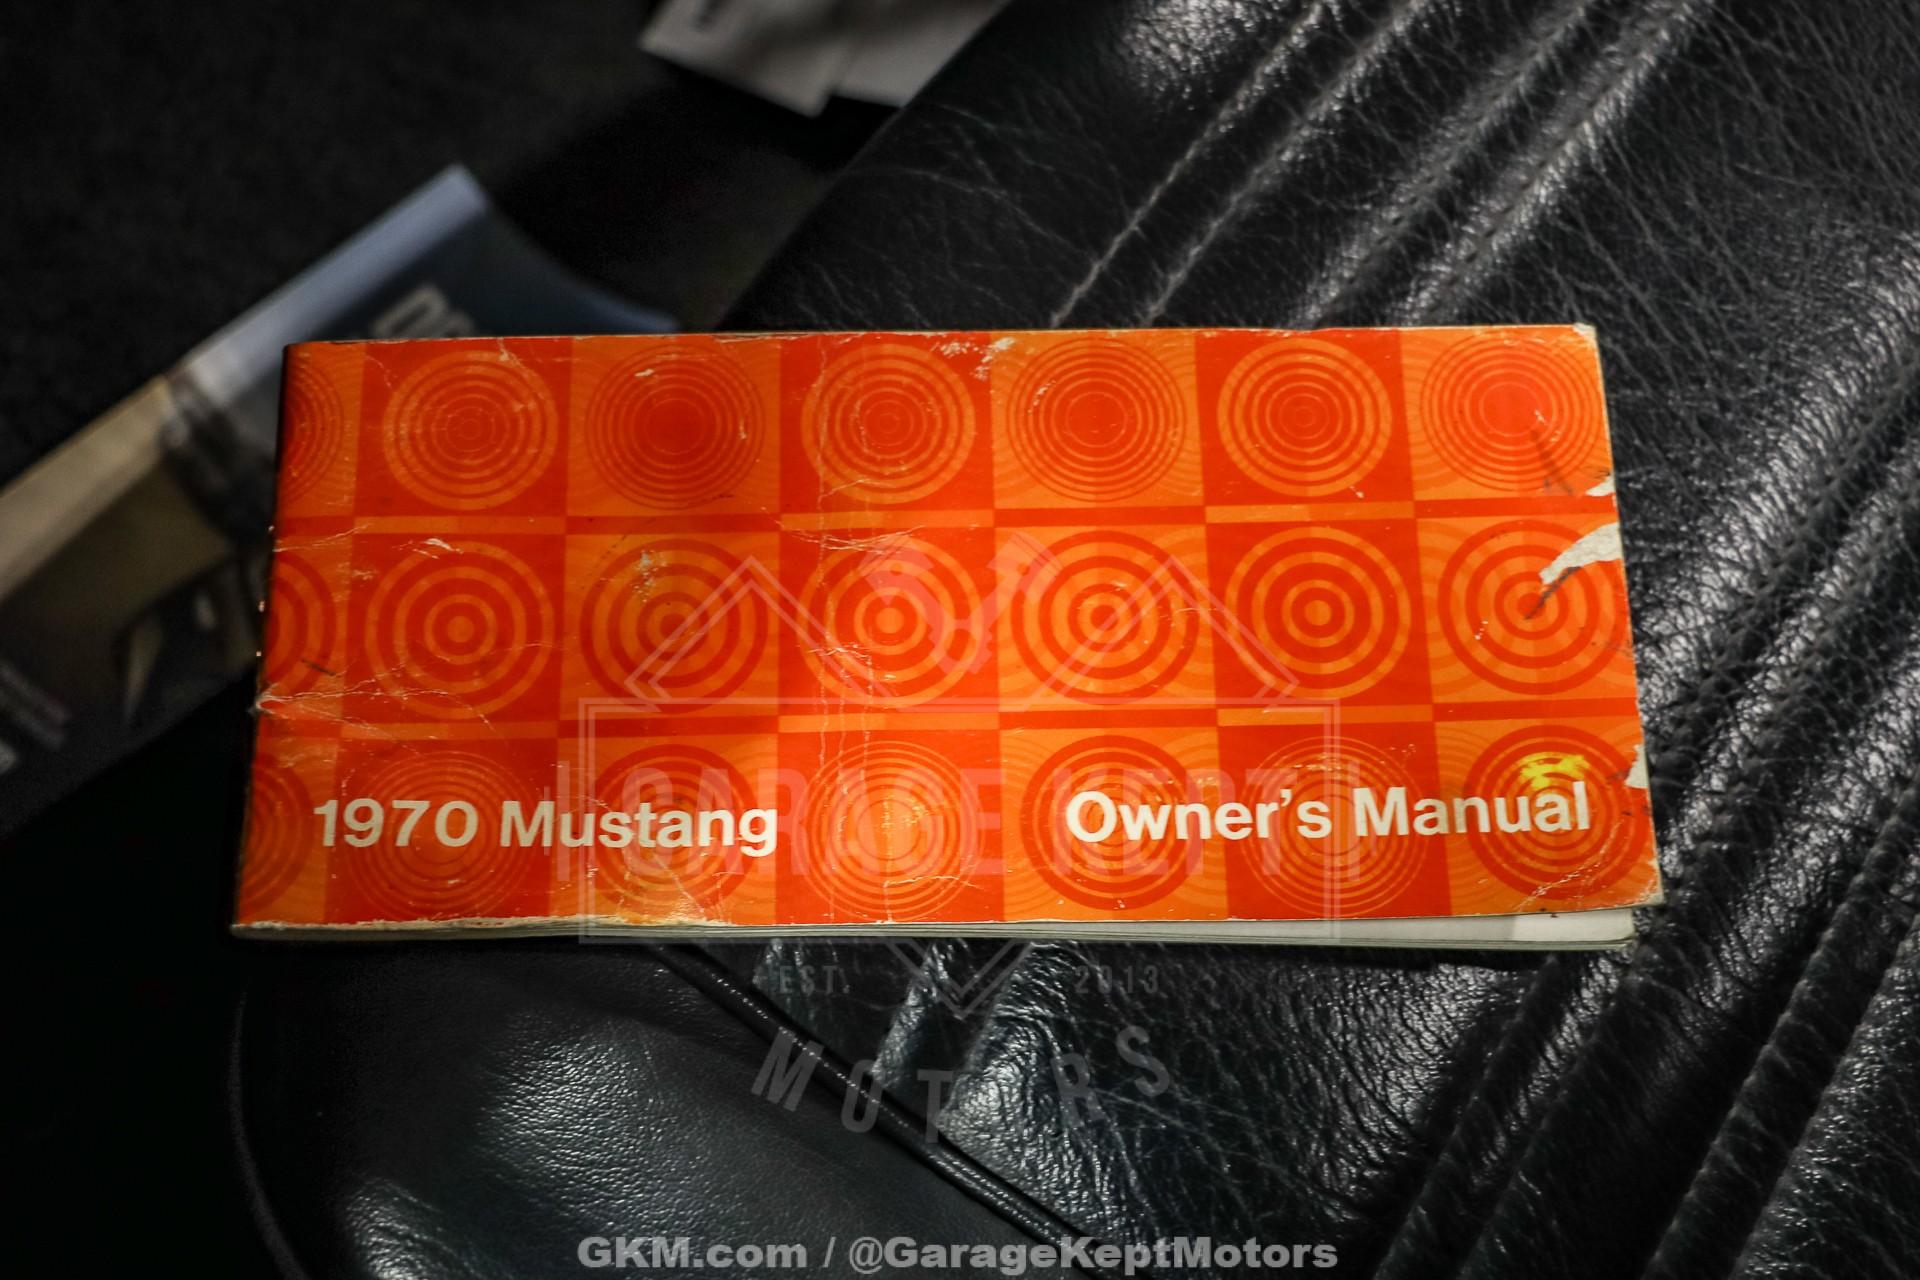 1970 Mustang
Owner's Manual
GARAGE KEPT
EST. 2013
MOTORS
GKM.com / @GarageKeptMotors